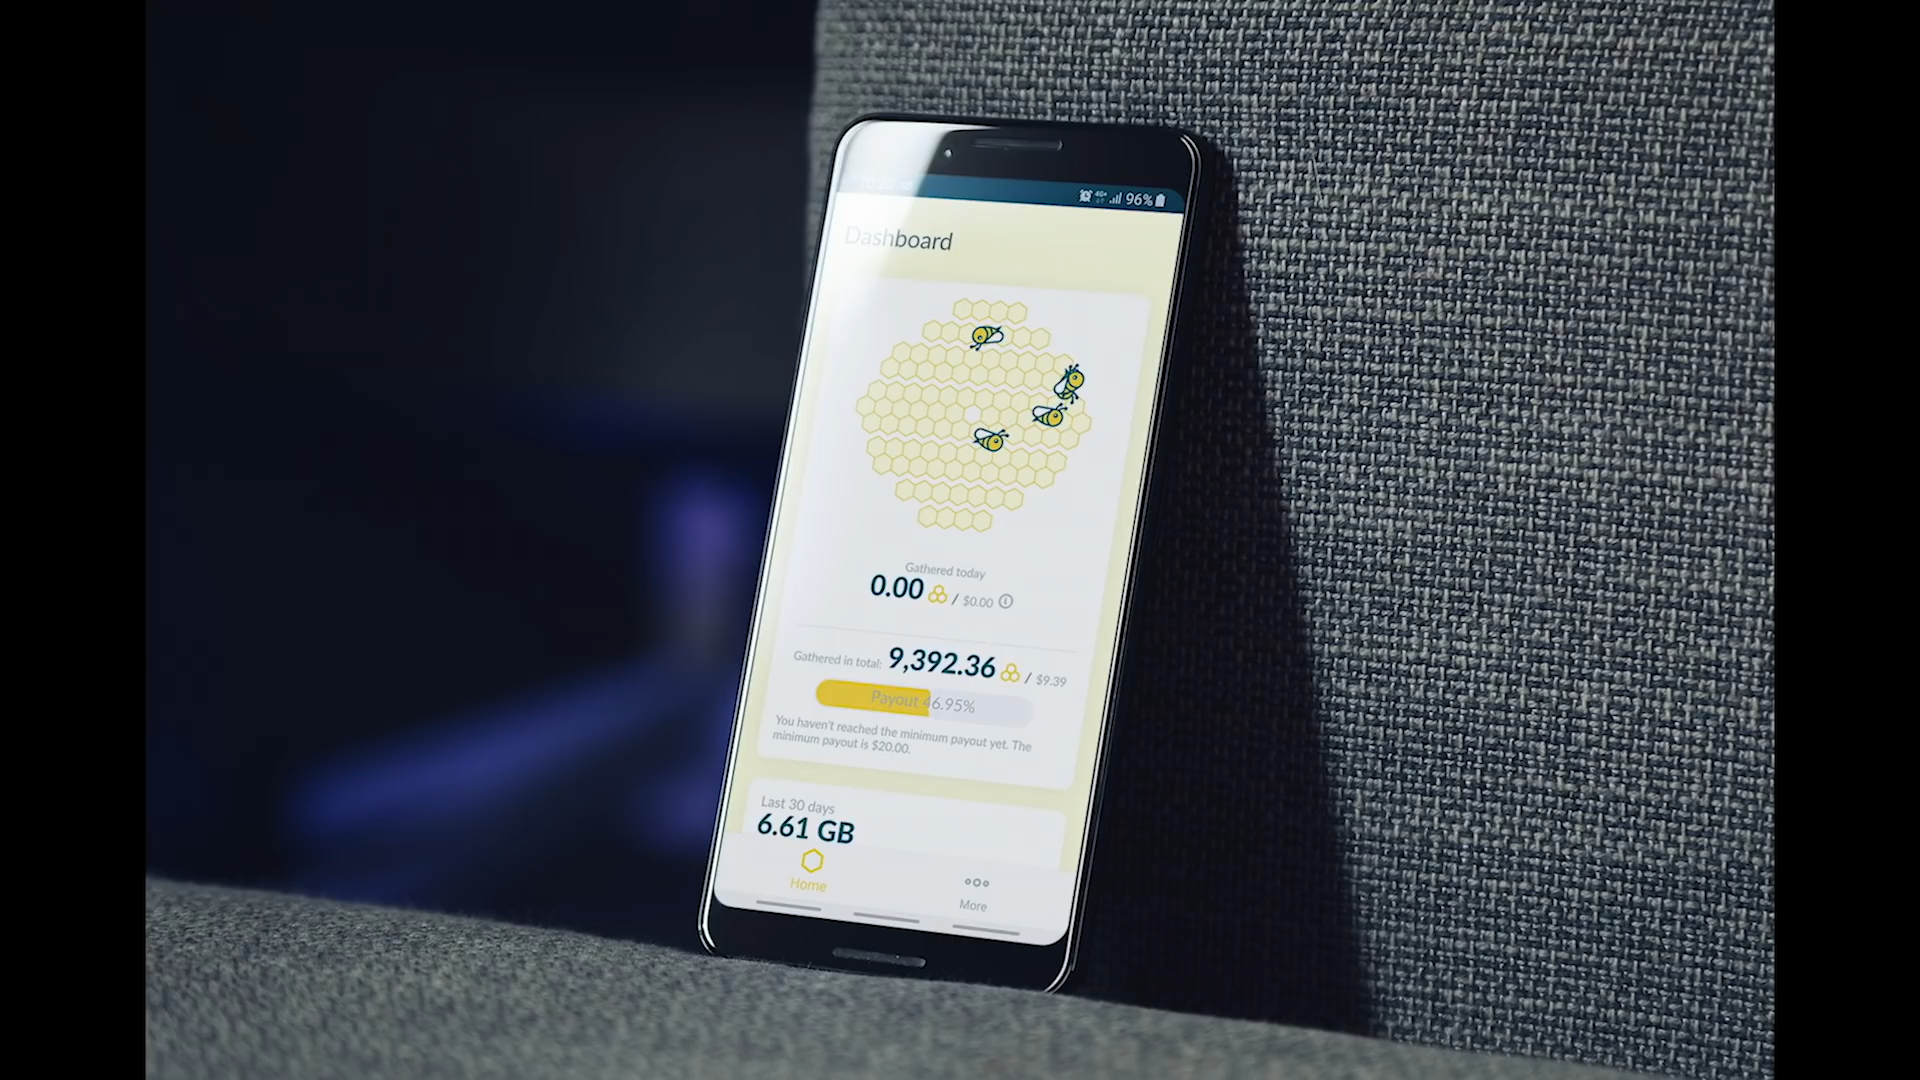 96%
Dashboard
Gathered today
0.00 / $0.00
Gathered in total: 9,392.36 / $9.39
Payout 46.95%
You haven't reached the minimum payout yet. The
minimum payout is $20.00.
Last 30 days
6.61 GB
Home
More